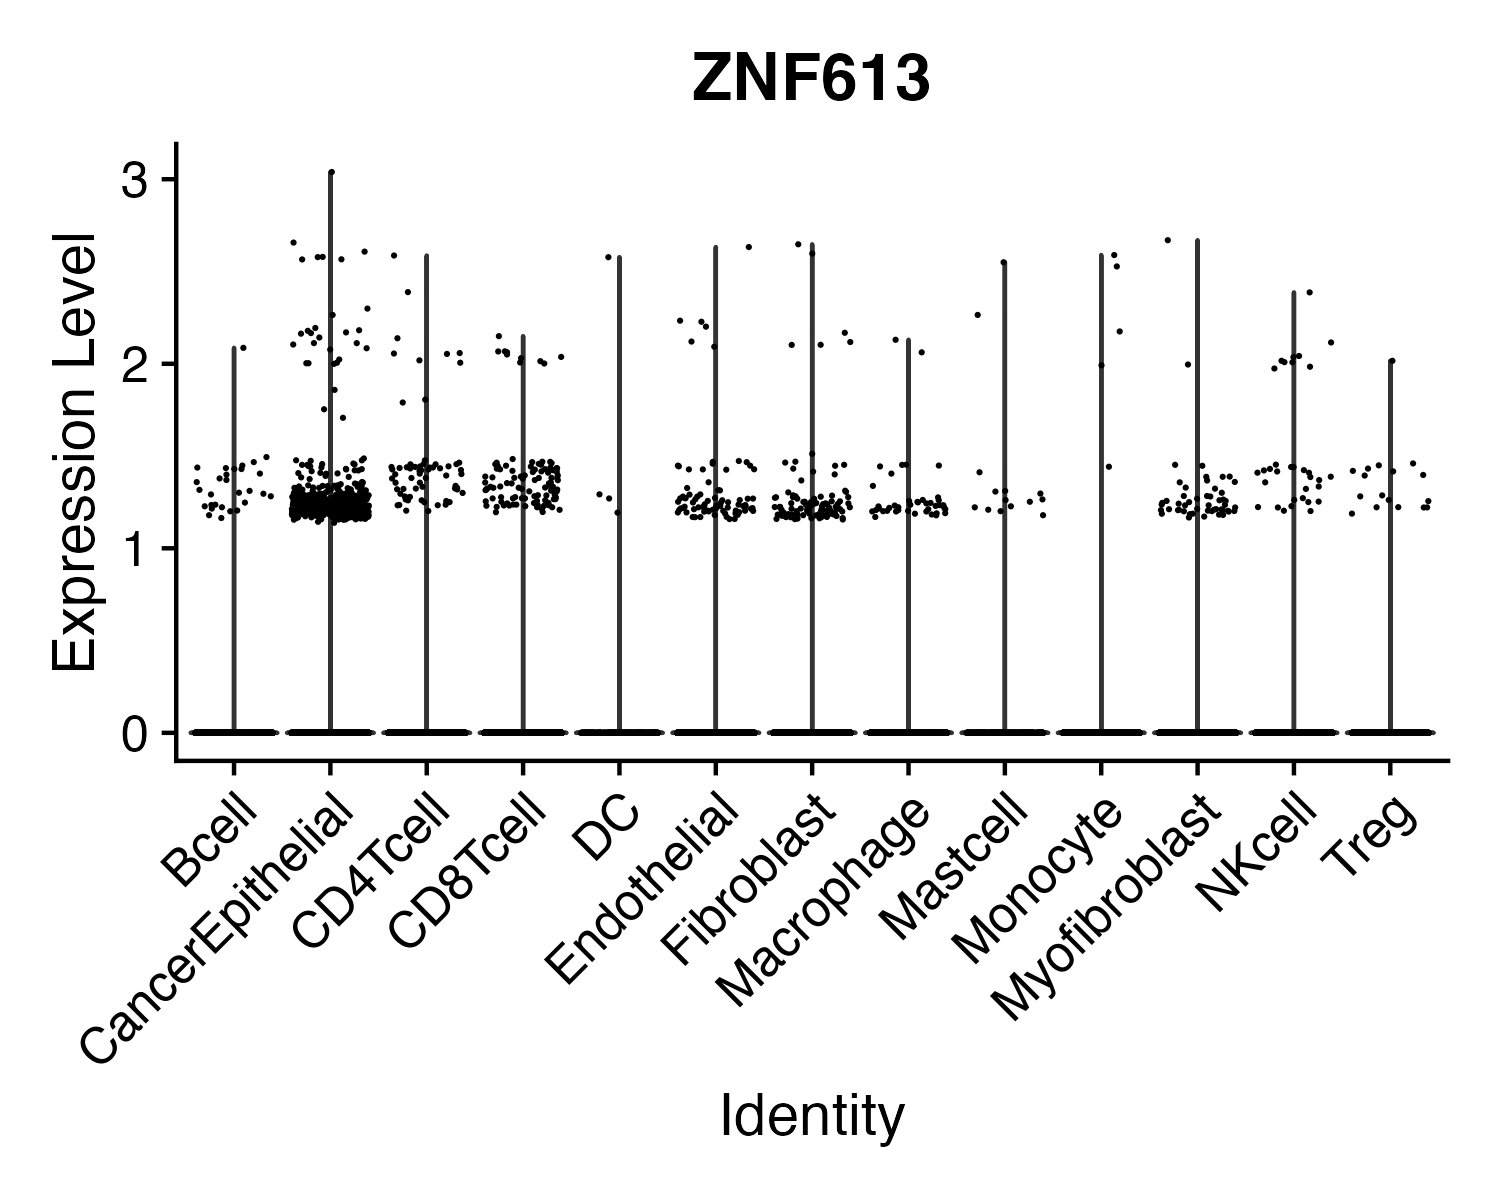 ZNF613
Expression Level
3
2
1
0
Bcell
CancerEpithelial
CD4Tcell
CD8Tcell
DC
Endothelial
Fibroblast
Macrophage
Mastcell
Monocyte
Myofibroblast
NKcell
Treg
Identity